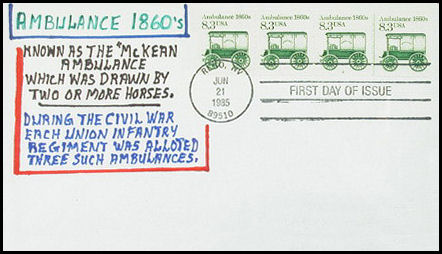 AMBULANCE 1860's
KNOWN AS THE "McKEAN
AMBULANCE
WHICH WAS DRAWN BY
TWO OR MORE HORSES.
DURING THE CIVIL WAR
EACH UNION INFANTRY
REGIMENT WAS ALLOTED
THREE SUCH AMBULANCES.
Ambulance 1860s
8.3 USA
Ambulance 1860s
8.3 USA
Ambulance 1860s
8.3 USA
Ambulance 1860s
8.3 USA
RENO, NV
JUN
21
1985
89510
FIRST DAY OF ISSUE